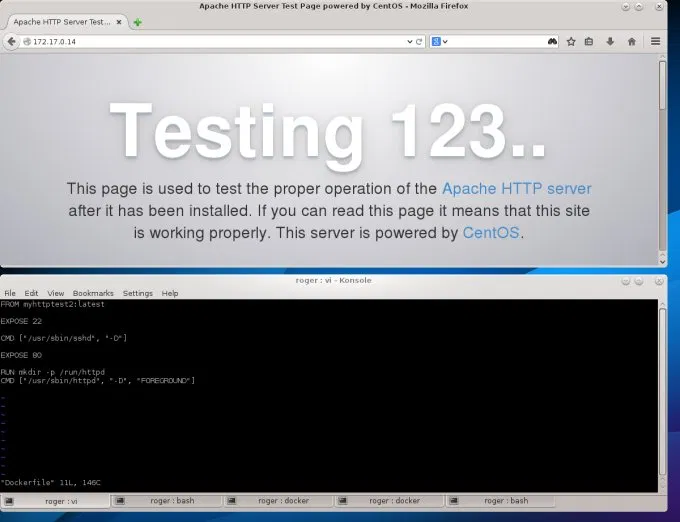 Apache HTTP Server Test Page powered by CentOS - Mozilla Firefox
Apache HTTP Server Test...
172.17.0.14
Testing 123..
This page is used to test the proper operation of the Apache HTTP server
after it has been installed. If you can read this page it means that this site
is working properly. This server is powered by CentOS.
roger : vi - Konsole
File Edit View Bookmarks Settings Help
FROM myhttptest2:latest
EXPOSE 22
CMD ["/usr/sbin/sshd", "-D"]
EXPOSE 80
RUN mkdir -p /run/httpd
CMD ["/usr/sbin/httpd", "-D", "FOREGROUND"]
~
~
~
~
~
~
~
~
~
~
"Dockerfile" 11L, 146C
roger : vi roger : bash roger : docker roger : docker roger : bash